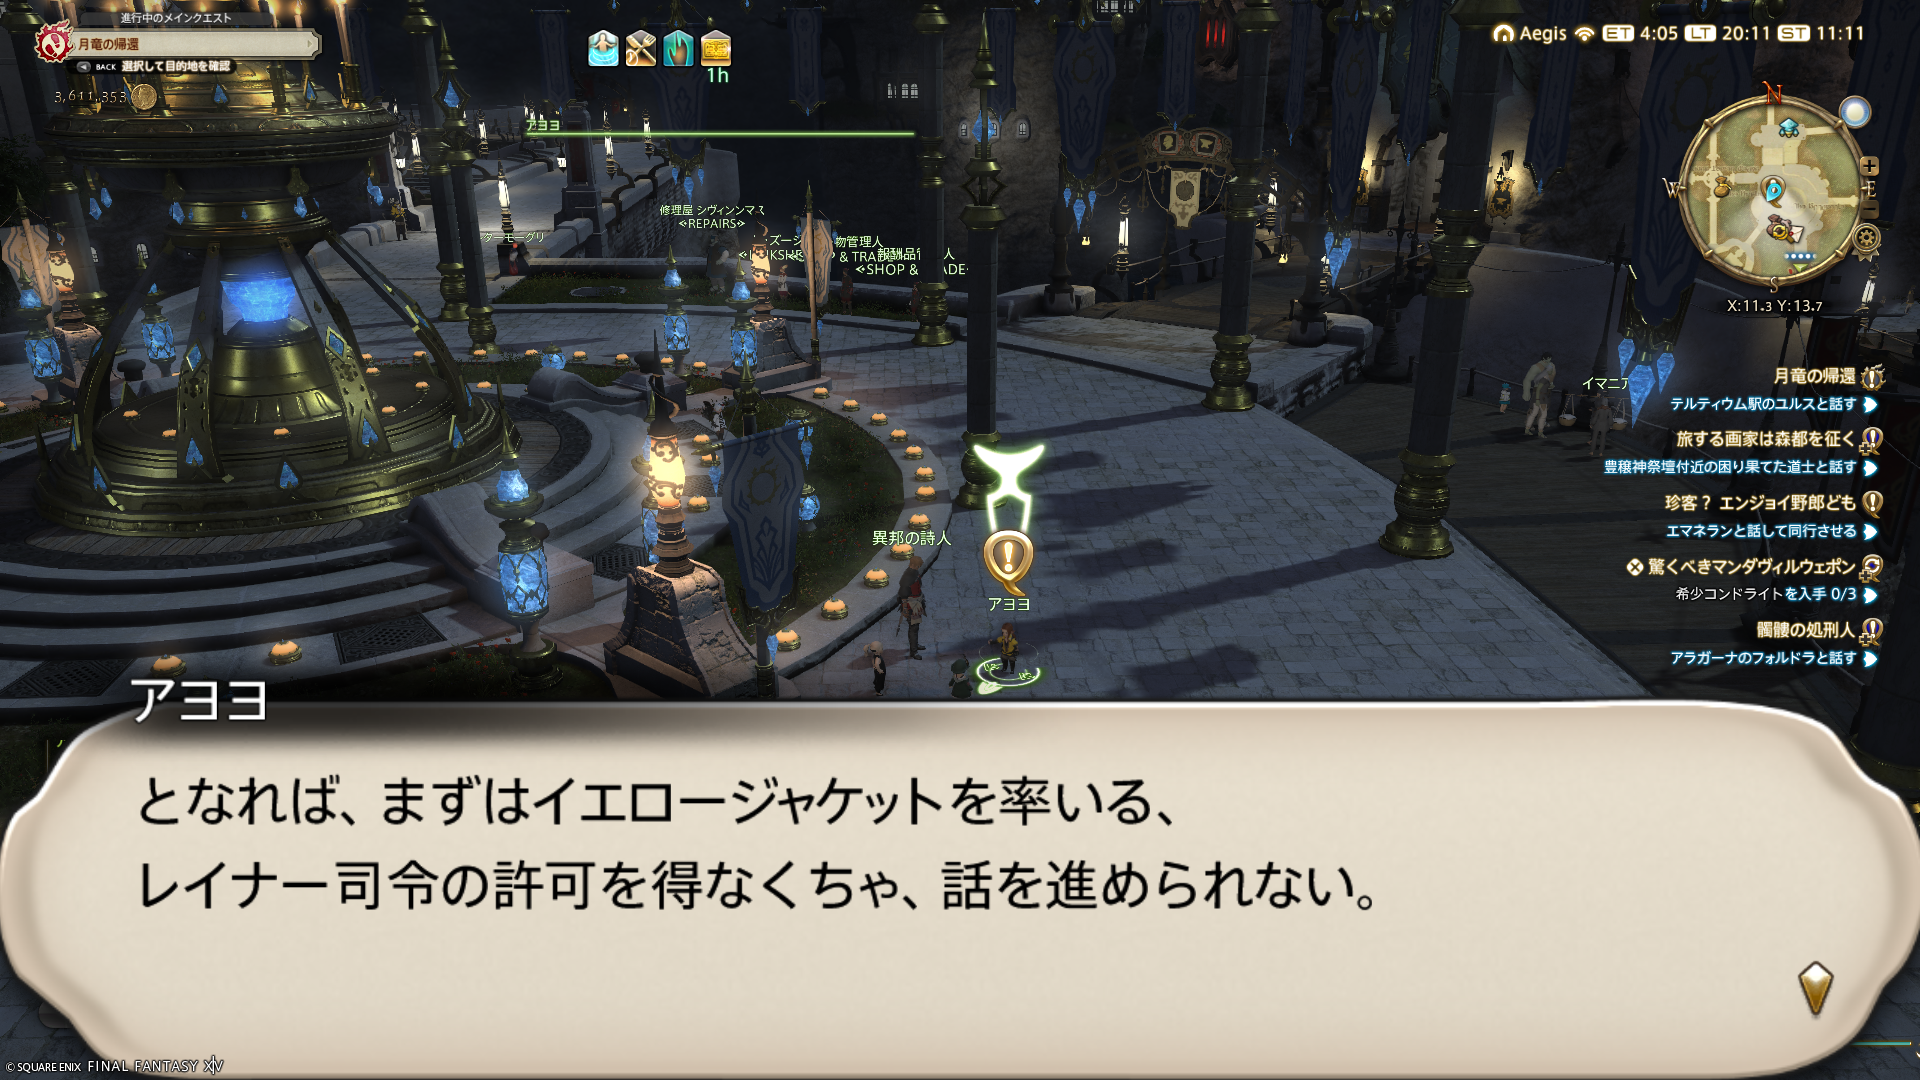 進行中のメインクエスト
月竜の帰還
BACK 選択して目的地を確認
3,611,353
1h
アヨヨ
Aegis ET 4:05 LT 20:11 ST 11:11
N
W
E
S
X:11.3 Y:13.7
修理屋 シヴィンンマス
<REPAIRS>
物管理人
<SHOP &
月竜の帰還
テルティウム駅のユルスと話す
旅する画家は森都を征く
豊穣神祭壇付近の困り果てた道士と話す
珍客？ エンジョイ野郎ども
エマネランと話して同行させる
驚くべきマンダヴィルウェポン
希少コンドライトを入手 0/3
髑髏の処刑人
アラガーナのフォルドラと話す
イマニア
異邦の詩人
アヨヨ
アヨヨ
となれば、まずはイエロージャケットを率いる、
レイナー司令の許可を得なくちゃ、話を進められない。
© SQUARE ENIX FINAL FANTASY XIV